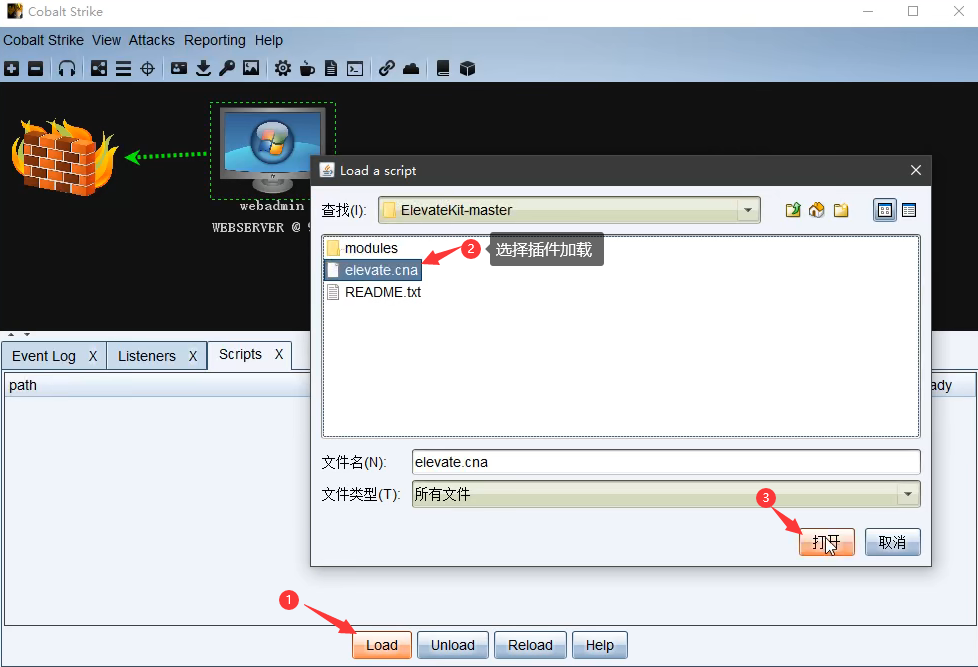 Cobalt Strike
Cobalt Strike View Attacks Reporting Help
webadmin
WEBSERVER @
Load a script
查找(I): ElevateKit-master
modules
elevate.cna
README.txt
2 选择插件加载
文件名(N): elevate.cna
文件类型(T): 所有文件
3
打开 取消
Event Log X Listeners X Scripts X
path
1
Load Unload Reload Help